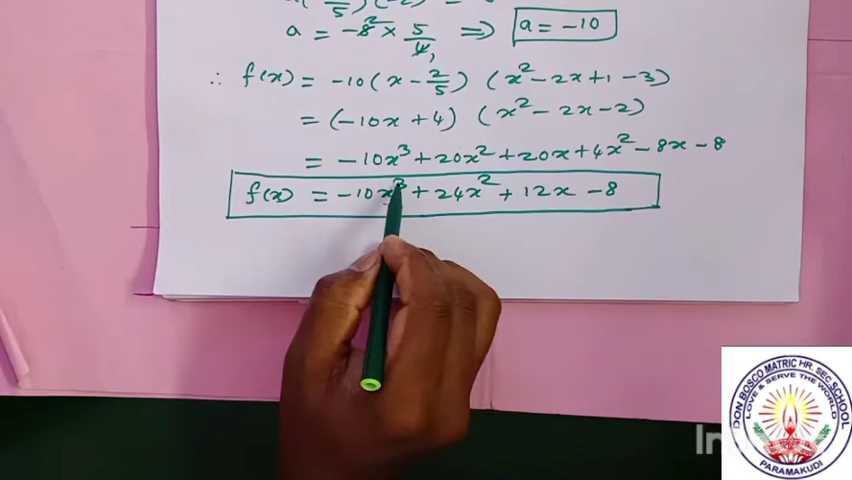 a = -8² × 5/4, ⇒ a = -10
∴ f(x) = -10(x - 2/5) (x² - 2x + 1 - 3)
= (-10x + 4) (x² - 2x - 2)
= -10x³ + 20x² + 20x + 4x² - 8x - 8
f(x) = -10x³ + 24x² + 12x - 8
DON BOSCO MATRIC HR. SEC. SCHOOL
LOVE & SERVE THE WORLD
PARAMAKUDI